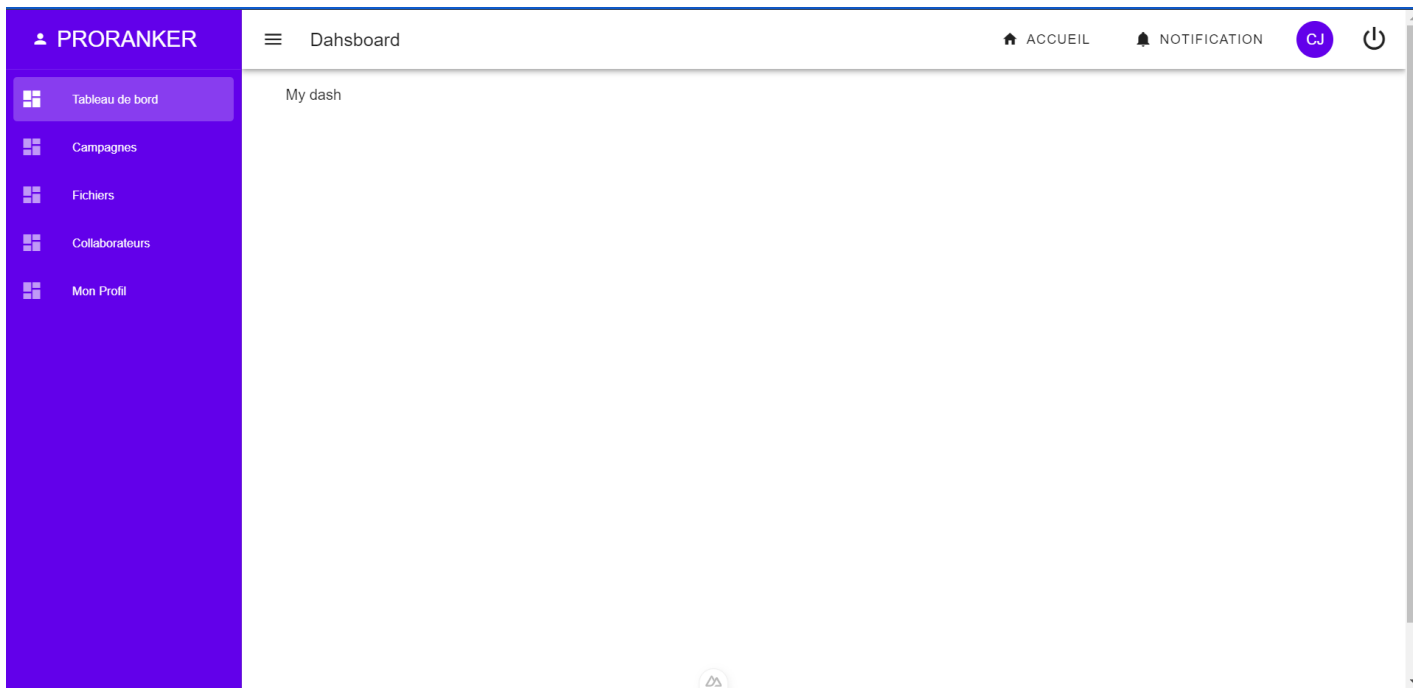 PRORANKER
Dahsboard
ACCUEIL
NOTIFICATION
CJ
Tableau de bord
Campagnes
Fichiers
Collaborateurs
Mon Profil
My dash